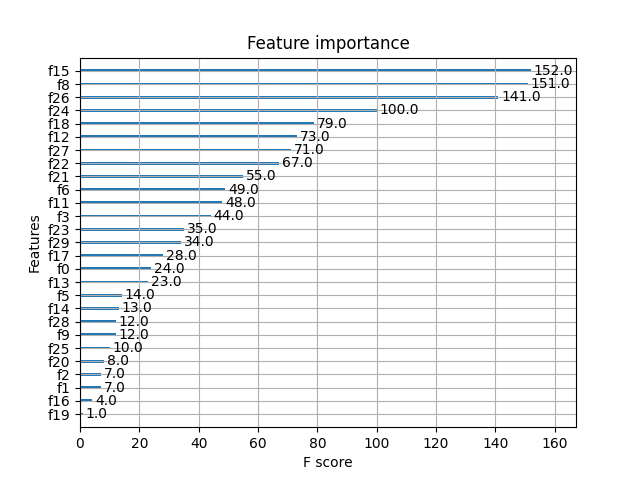 Feature importance
Features
f15 152.0
f8 151.0
f26 141.0
f24 100.0
f18 79.0
f12 73.0
f27 71.0
f22 67.0
f21 55.0
f6 49.0
f11 48.0
f3 44.0
f23 35.0
f29 34.0
f17 28.0
f0 24.0
f13 23.0
f5 14.0
f14 13.0
f28 12.0
f9 12.0
f25 10.0
f20 8.0
f2 7.0
f1 7.0
f16 4.0
f19 1.0
0 20 40 60 80 100 120 140 160
F score